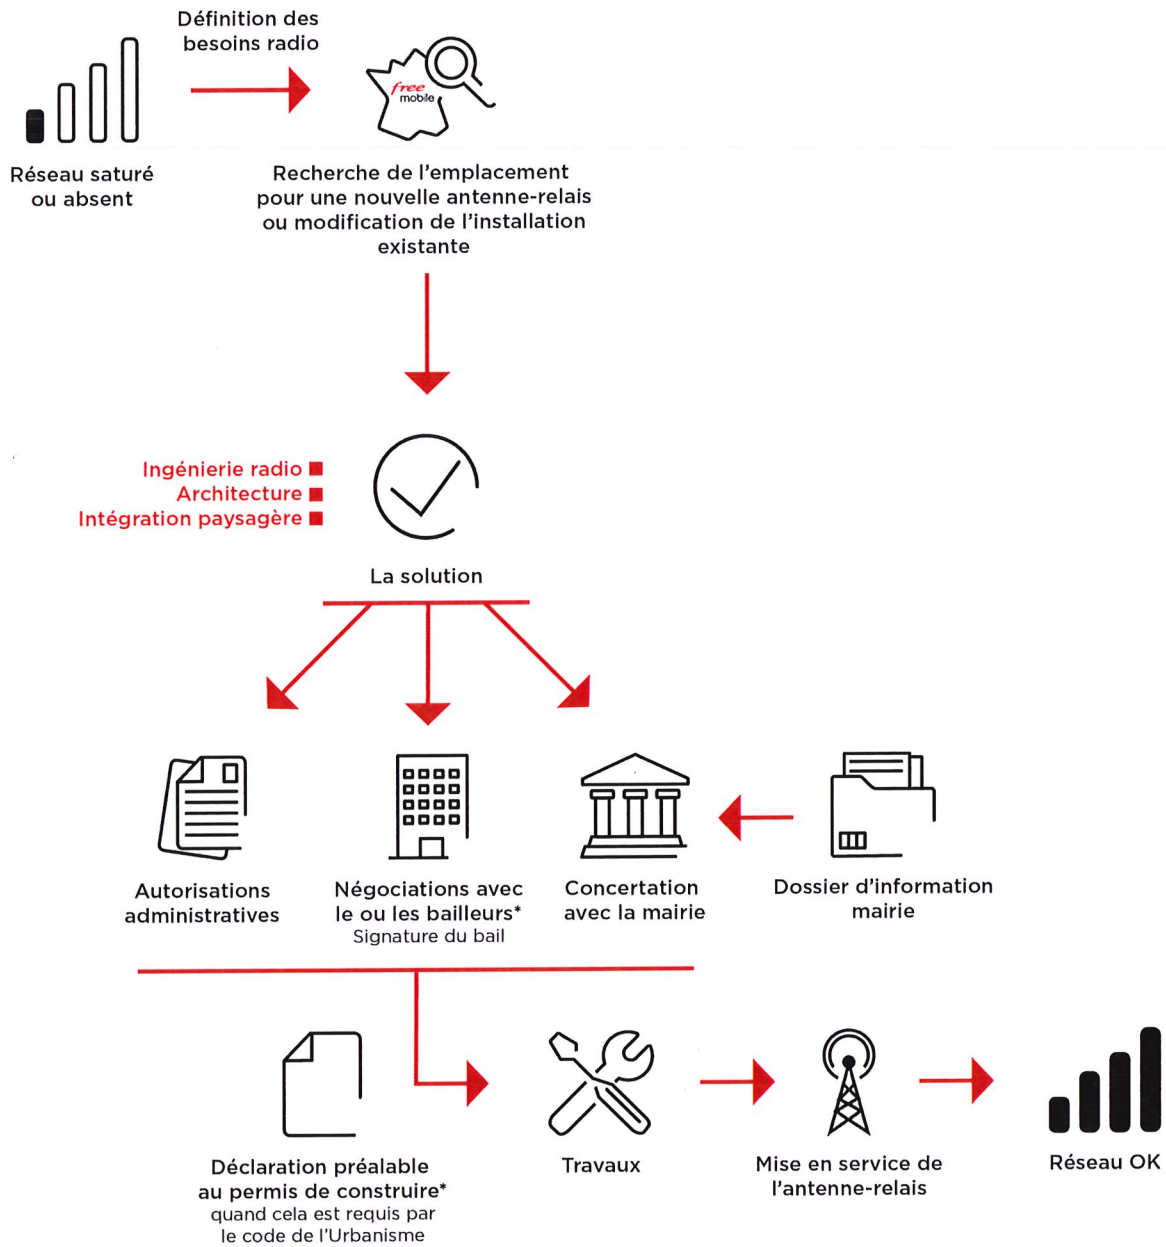 Définition des
besoins radio
free
mobile
Réseau saturé
ou absent
Recherche de l'emplacement
pour une nouvelle antenne-relais
ou modification de l'installation
existante
Ingénierie radio
Architecture
Intégration paysagère
La solution
Autorisations
administratives
Négociations avec
le ou les bailleurs*
Signature du bail
Concertation
avec la mairie
Dossier d'information
mairie
Déclaration préalable
au permis de construire*
quand cela est requis par
le code de l'Urbanisme
Travaux
Mise en service de
l'antenne-relais
Réseau OK